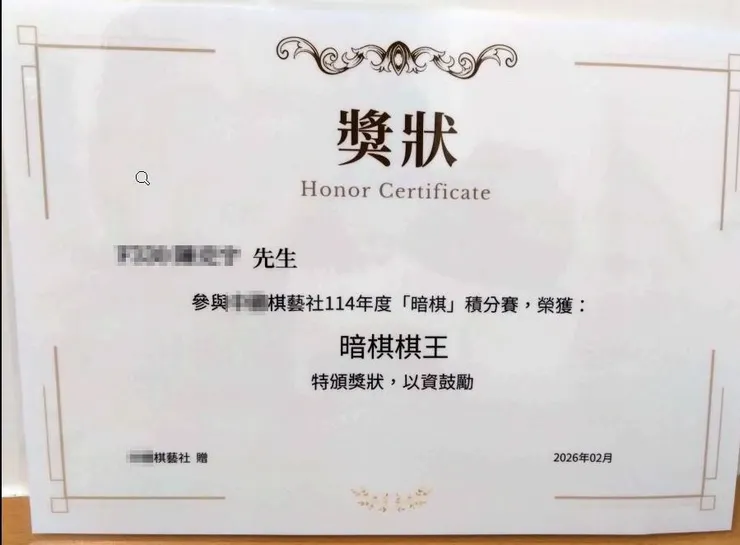 獎狀
Honor Certificate
先生
參與棋藝社114年度「暗棋」積分賽，榮獲：
暗棋棋王
特頒獎狀，以資鼓勵
棋藝社 贈
2026年02月